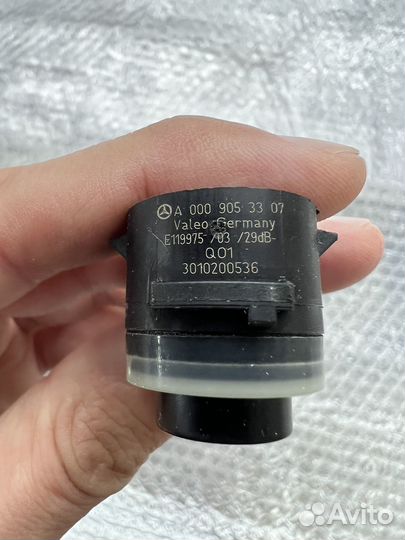 A 000 905 33 07
Valeo Germany
E119975 /03 /29dB-
Q01
3010200536
Avito